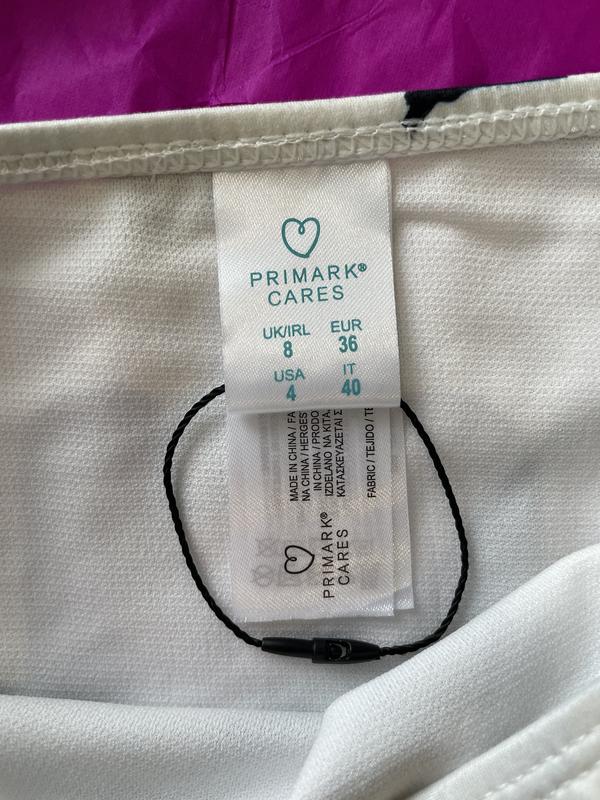 PRIMARK®
CARES
UK/IRL EUR
8 36
USA IT
4 40
MADE IN CHINA / FA
NA CHINA / HERGES
IN CHINA / PRODO
IZDELANO NA KITA
ΚΑΤΑΣΚΕΥΑΖΕΤΑΙ Σ
FABRIC / TEJIDO / TE
PRIMARK®
CARES